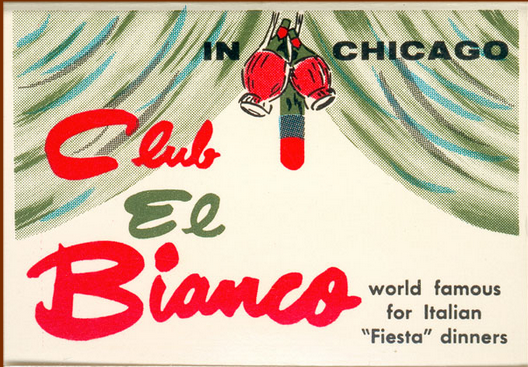 IN CHICAGO
Club
El
Bianco
world famous
for Italian
"Fiesta" dinners